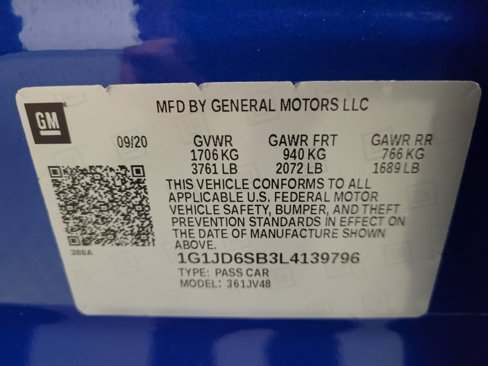 GM
MFD BY GENERAL MOTORS LLC
09/20 GVWR GAWR FRT GAWR RR
1706 KG 940 KG 766 KG
3761 LB 2072 LB 1689 LB
THIS VEHICLE CONFORMS TO ALL
APPLICABLE U.S. FEDERAL MOTOR
VEHICLE SAFETY, BUMPER, AND THEFT
PREVENTION STANDARDS IN EFFECT ON
THE DATE OF MANUFACTURE SHOWN
ABOVE.
388A
1G1JD6SB3L4139796
TYPE: PASS CAR
MODEL: 361JV48